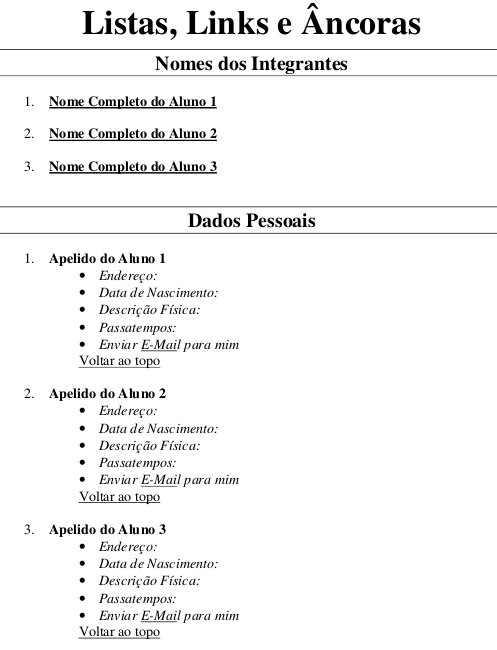 Listas, Links e Âncoras
Nomes dos Integrantes
1. Nome Completo do Aluno 1
2. Nome Completo do Aluno 2
3. Nome Completo do Aluno 3
Dados Pessoais
1. Apelido do Aluno 1
• Endereço:
• Data de Nascimento:
• Descrição Física:
• Passatempos:
• Enviar E-Mail para mim
Voltar ao topo
2. Apelido do Aluno 2
• Endereço:
• Data de Nascimento:
• Descrição Física:
• Passatempos:
• Enviar E-Mail para mim
Voltar ao topo
3. Apelido do Aluno 3
• Endereço:
• Data de Nascimento:
• Descrição Física:
• Passatempos:
• Enviar E-Mail para mim
Voltar ao topo